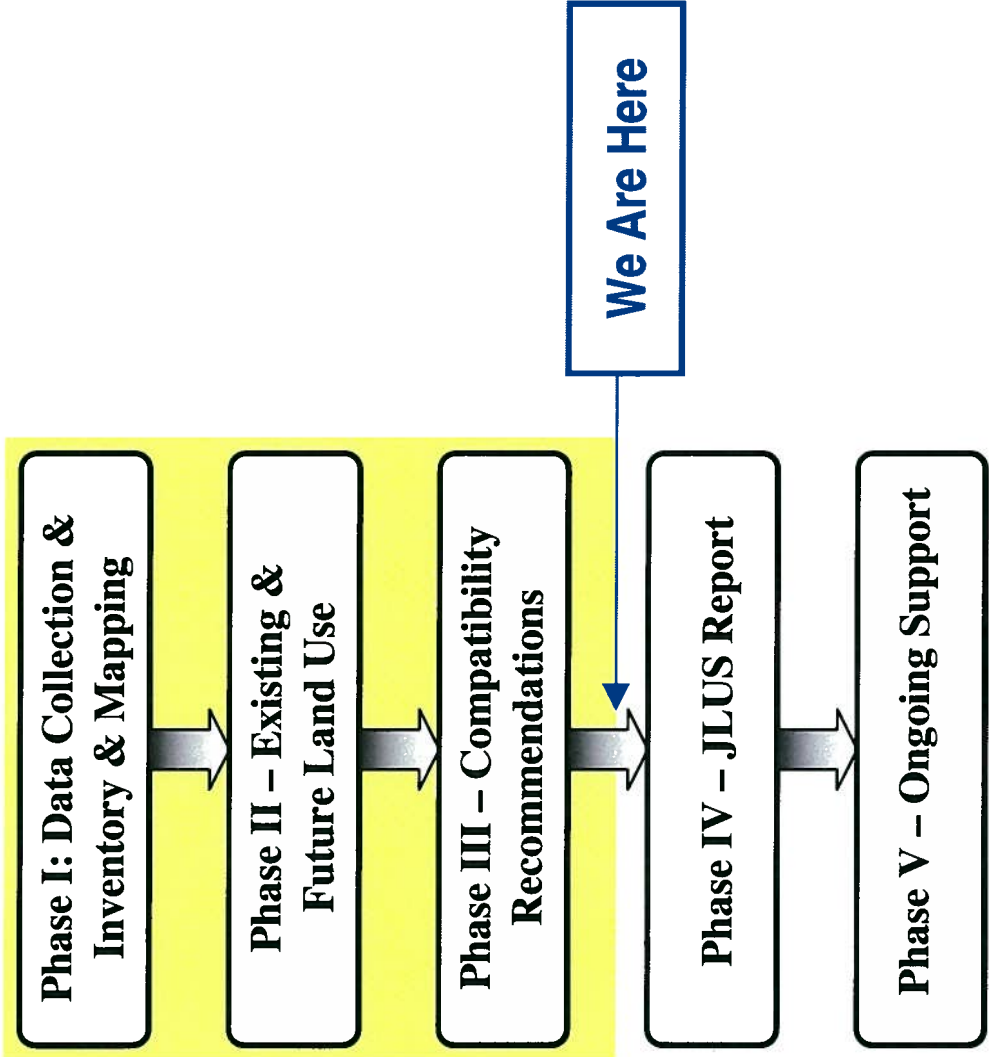 Phase I: Data Collection &
Inventory & Mapping
Phase II – Existing &
Future Land Use
Phase III – Compatibility
Recommendations
We Are Here
Phase IV – JLUS Report
Phase V – Ongoing Support